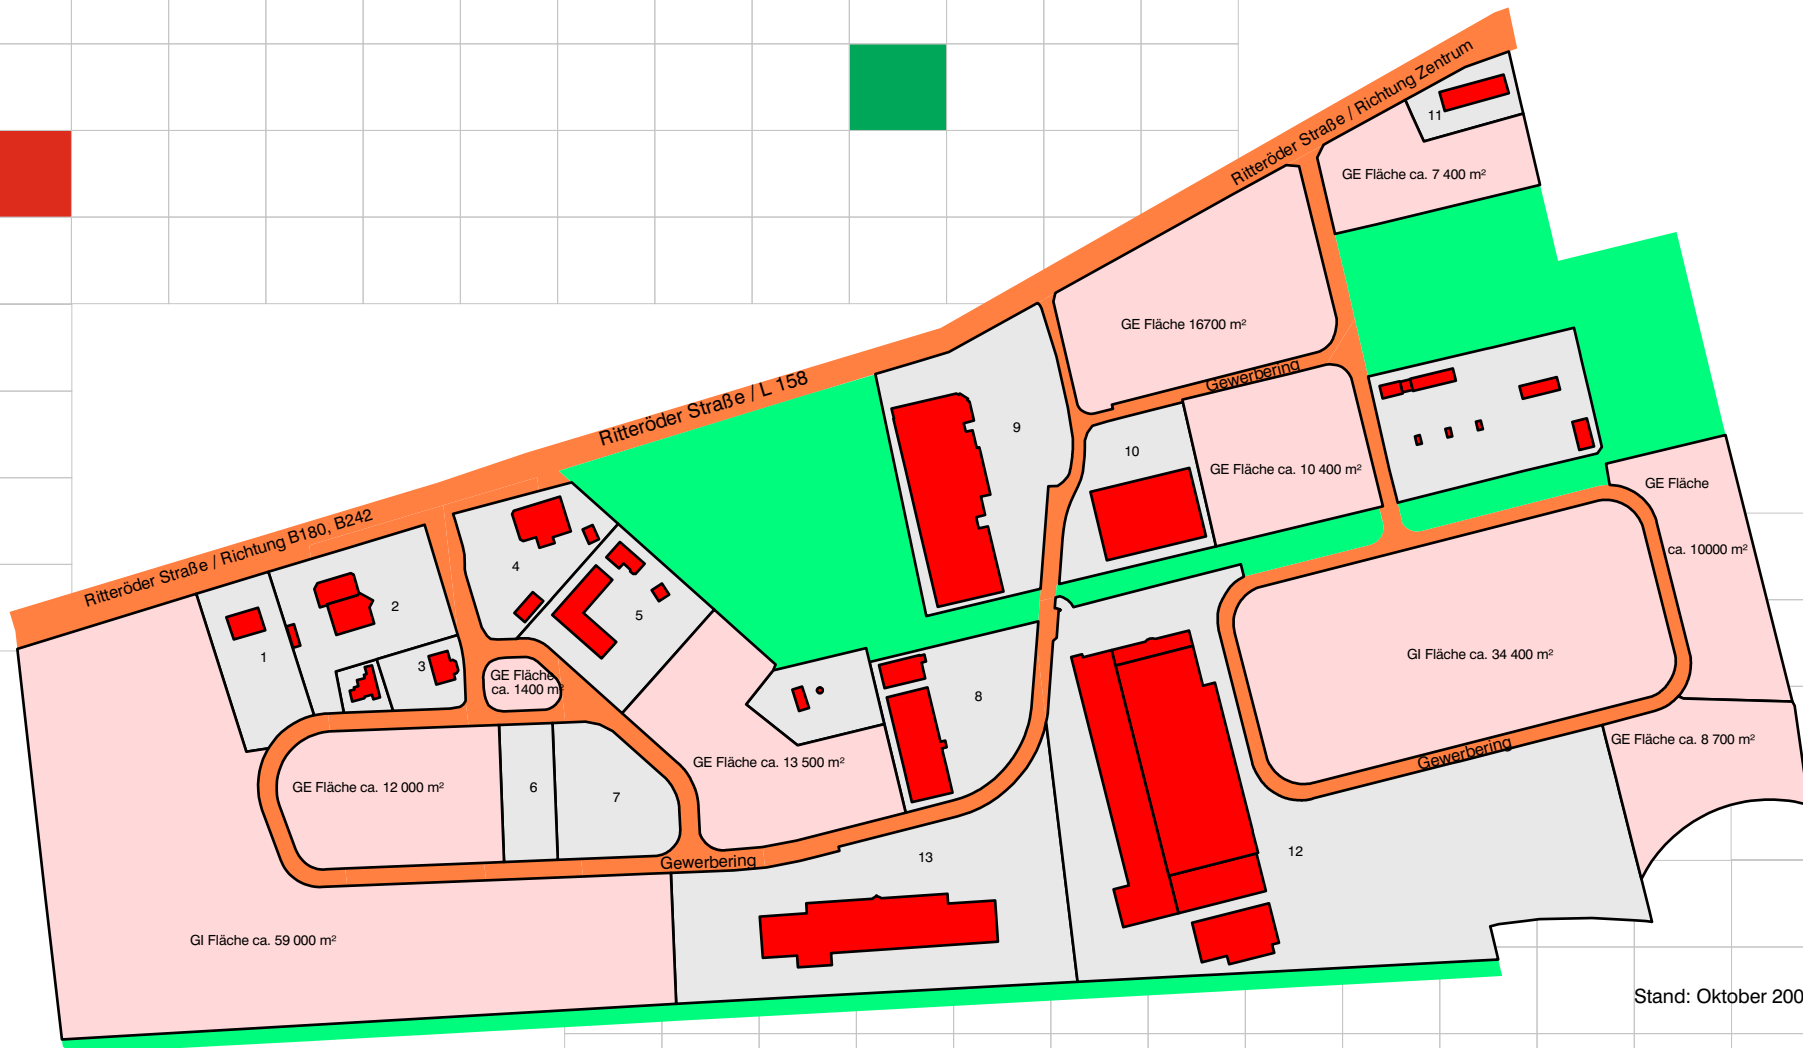 Ritteröder Straße / Richtung Zentrum
11
GE Fläche ca. 7 400 m²
GE Fläche 16700 m²
Gewerbering
Ritteröder Straße / L 158
9
10
GE Fläche ca. 10 400 m²
GE Fläche
ca. 10000 m²
Ritteröder Straße / Richtung B180, B242
4
5
2
1
3
GE Fläche
ca. 1400 m²
GI Fläche ca. 34 400 m²
8
GE Fläche ca. 13 500 m²
GE Fläche ca. 8 700 m²
Gewerbering
GE Fläche ca. 12 000 m²
6
7
Gewerbering
13
12
GI Fläche ca. 59 000 m²
Stand: Oktober 200